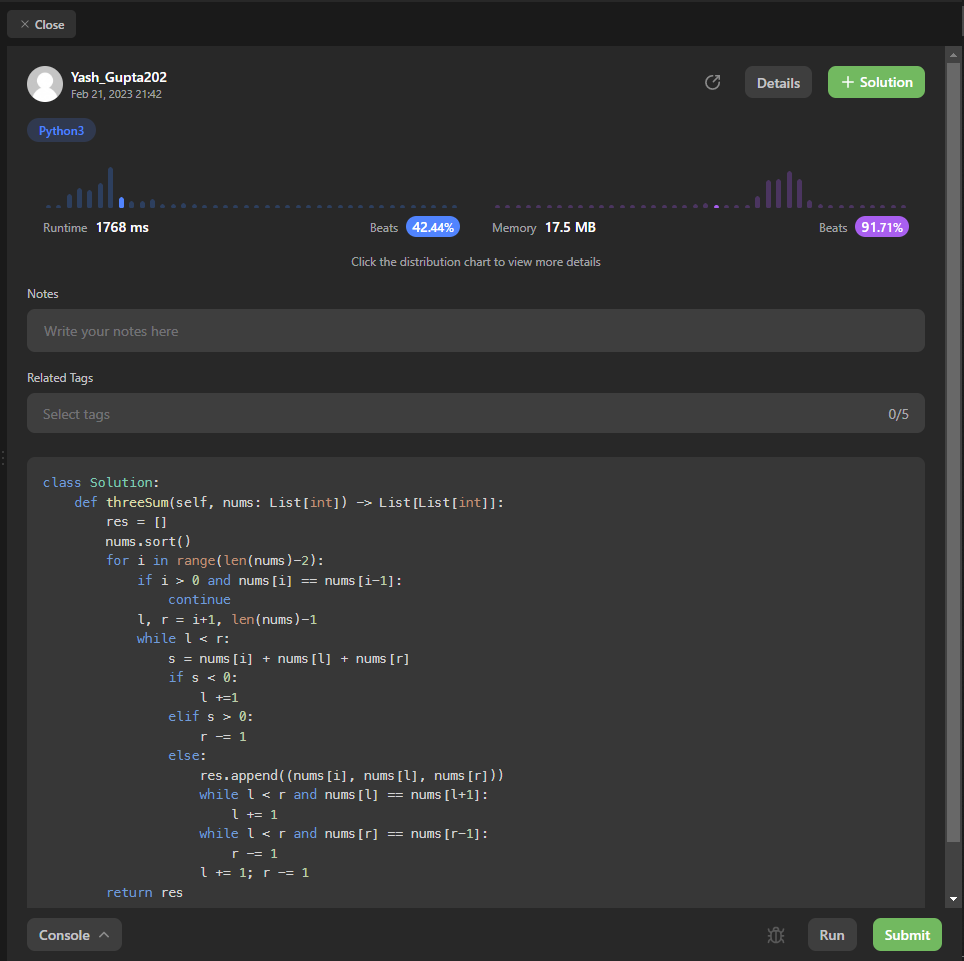 Close
Yash_Gupta202
Feb 21, 2023 21:42
Details
+ Solution
Python3
Runtime 1768 ms Beats 42.44% Memory 17.5 MB Beats 91.71%
Click the distribution chart to view more details
Notes
Write your notes here
Related Tags
Select tags 0/5
class Solution:
    def threeSum(self, nums: List[int]) -> List[List[int]]:
        res = []
        nums.sort()
        for i in range(len(nums)-2):
            if i > 0 and nums[i] == nums[i-1]:
                continue
            l, r = i+1, len(nums)-1
            while l < r:
                s = nums[i] + nums[l] + nums[r]
                if s < 0:
                    l +=1
                elif s > 0:
                    r -= 1
                else:
                    res.append((nums[i], nums[l], nums[r]))
                    while l < r and nums[l] == nums[l+1]:
                        l += 1
                    while l < r and nums[r] == nums[r-1]:
                        r -= 1
                    l += 1; r -= 1
        return res
Console
Run
Submit